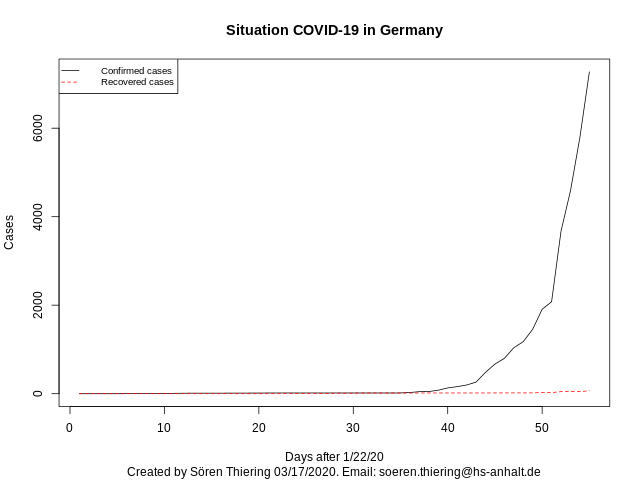 Situation COVID-19 in Germany
Confirmed cases
Recovered cases
Cases
6000
4000
2000
0
0 10 20 30 40 50
Days after 1/22/20
Created by Sören Thiering 03/17/2020. Email: soeren.thiering@hs-anhalt.de